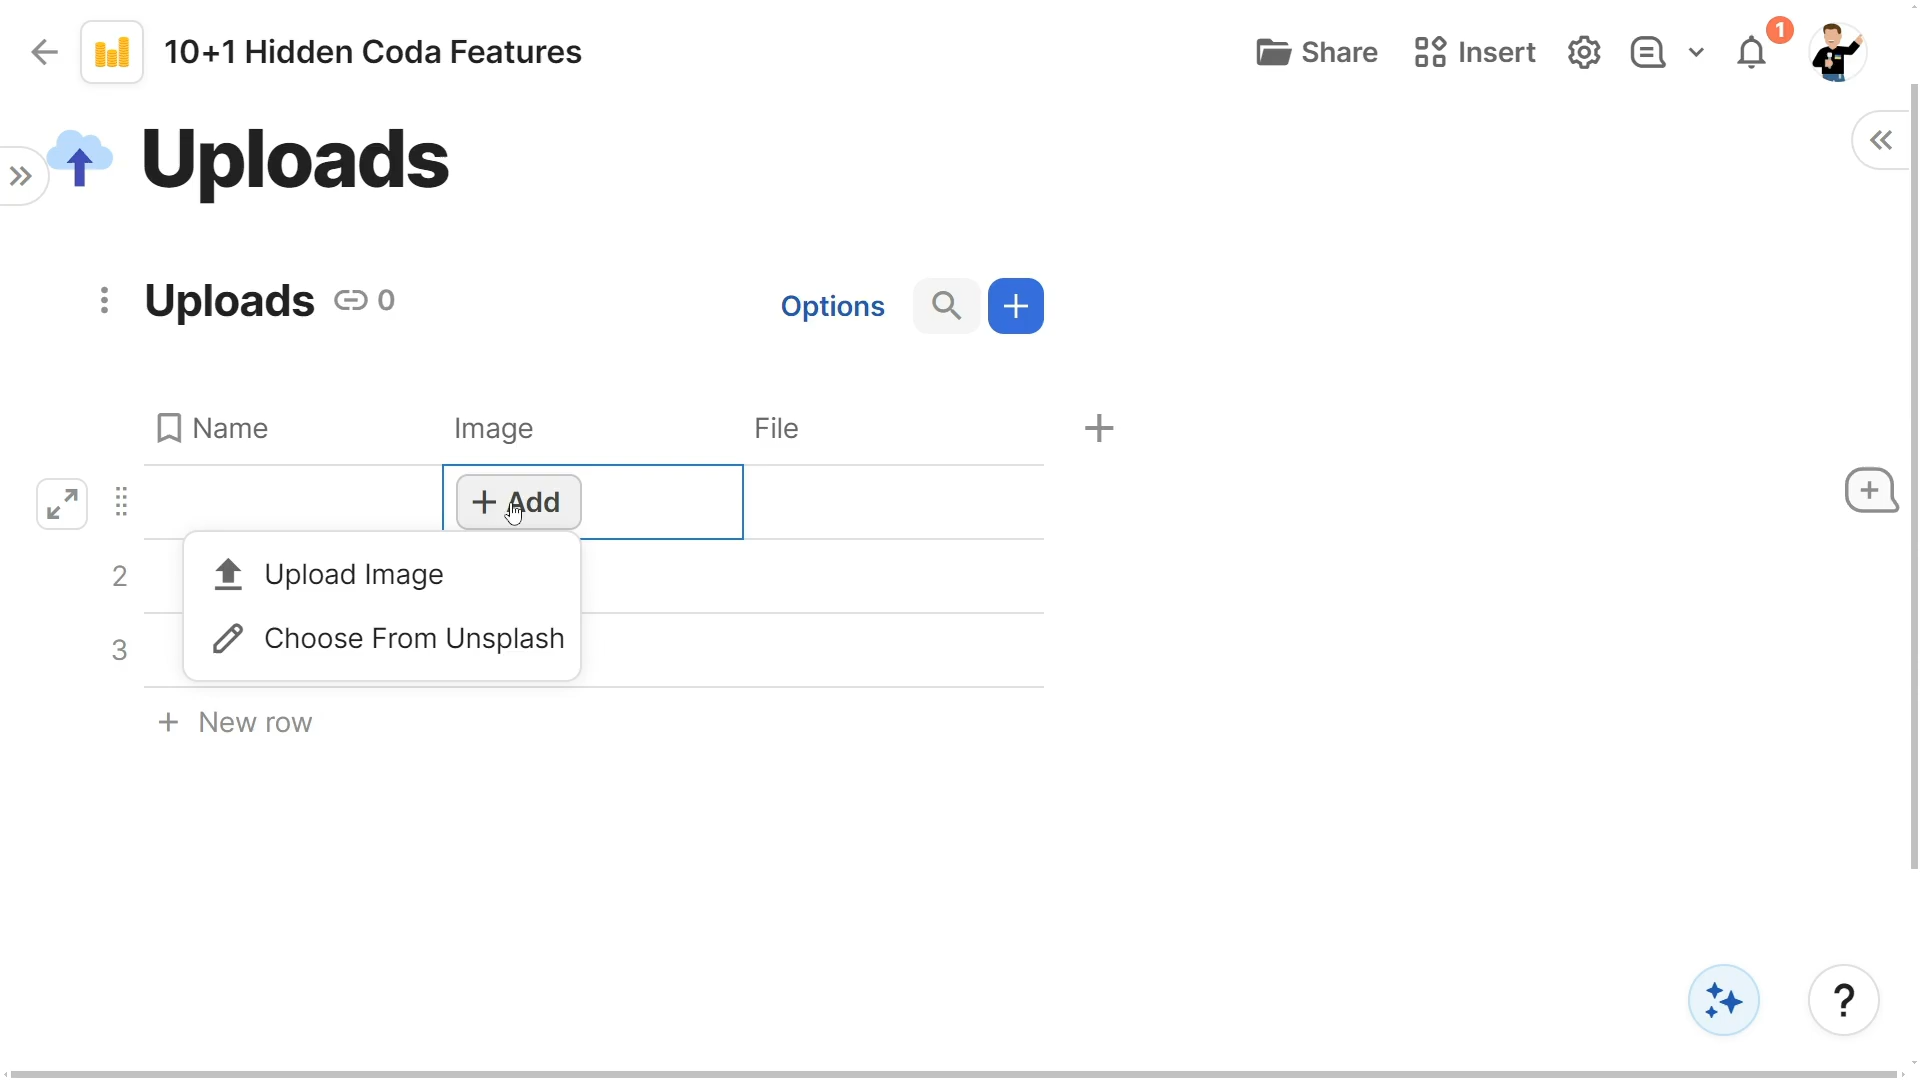 10+1 Hidden Coda Features
Share
Insert
1
Uploads
Uploads 0
Options
Name Image File
+ Add
Upload Image
2
Choose From Unsplash
3
+ New row
?